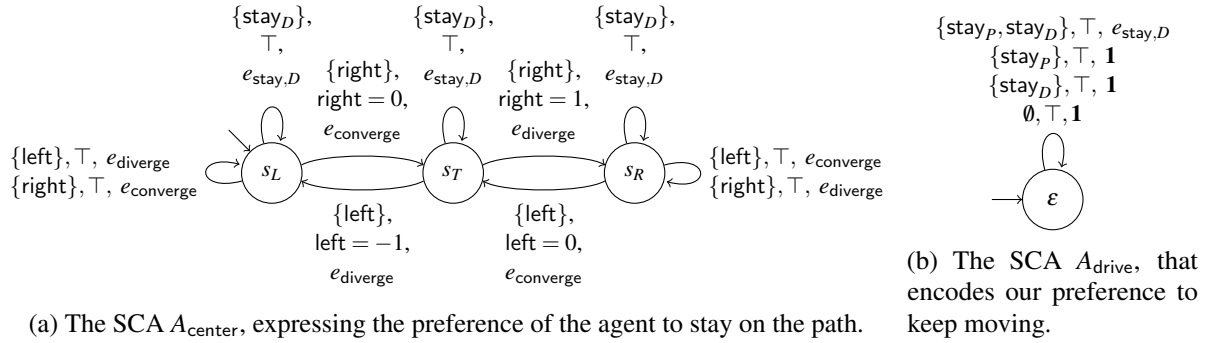 {stay_D},
⊤,
e_stay,D
{right},
right = 0,
e_converge
{stay_D},
⊤,
e_stay,D
{right},
right = 1,
e_diverge
{stay_D},
⊤,
e_stay,D
{left}, ⊤, e_diverge
{right}, ⊤, e_converge
s_L
s_T
s_R
{left}, ⊤, e_converge
{right}, ⊤, e_diverge
{left},
left = −1,
e_diverge
{left},
left = 0,
e_converge
(a) The SCA A_center, expressing the preference of the agent to stay on the path.
{stay_P, stay_D}, ⊤, e_stay,D
{stay_P}, ⊤, 1
{stay_D}, ⊤, 1
∅, ⊤, 1
ε
(b) The SCA A_drive, that
encodes our preference to
keep moving.